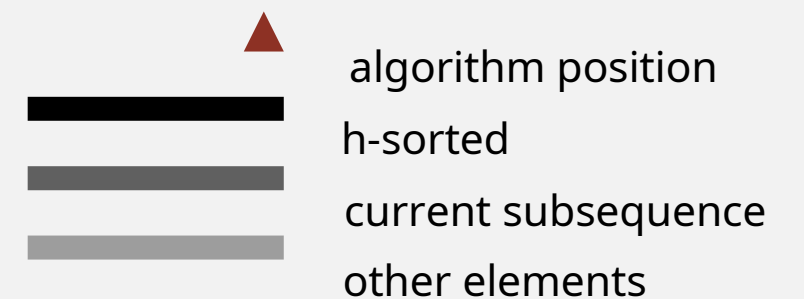 algorithm position
h-sorted
current subsequence
other elements